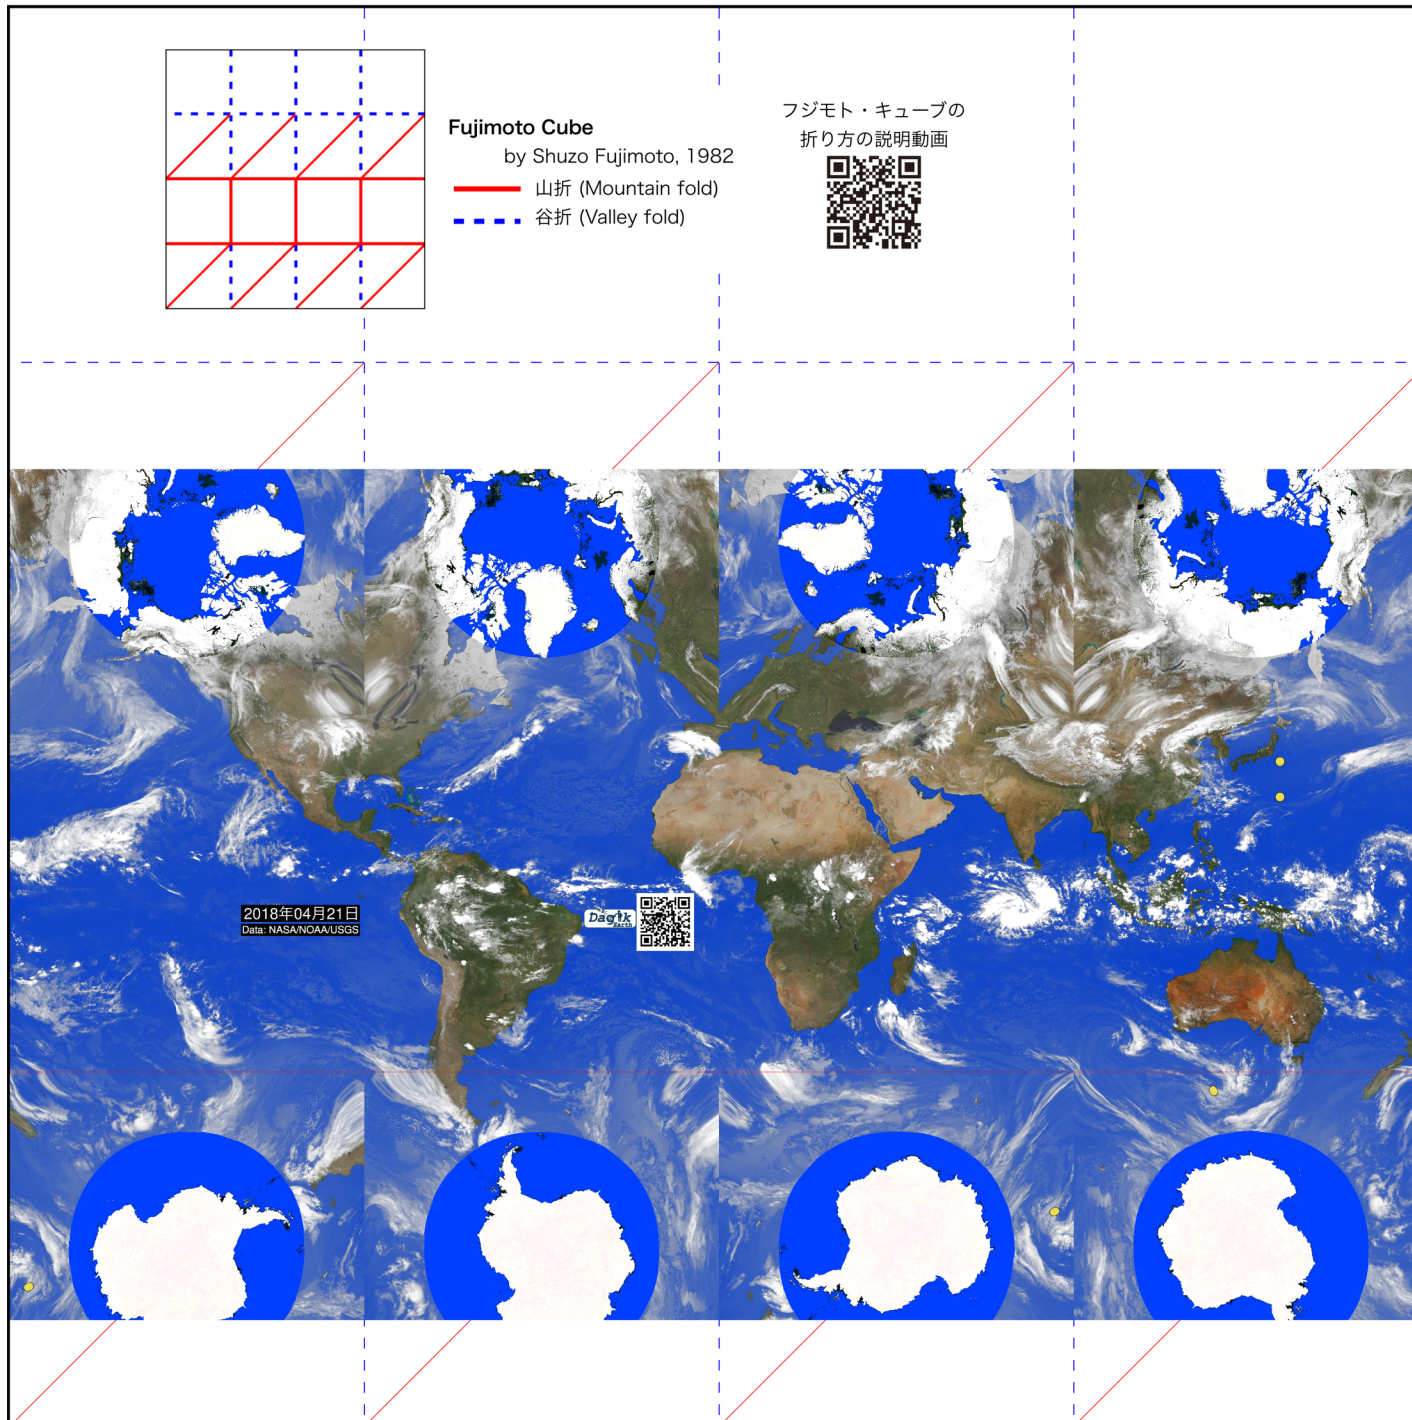 Fujimoto Cube
by Shuzo Fujimoto, 1982
山折 (Mountain fold)
谷折 (Valley fold)
フジモト・キューブの
折り方の説明動画
2018年04月21日
Data: NASA/NOAA/USGS
Dagik
Earth